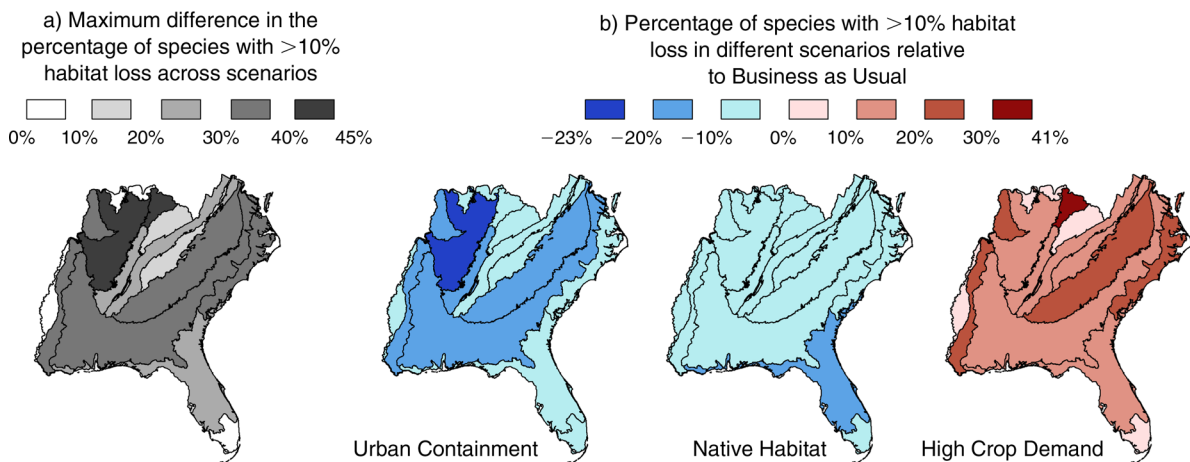 a) Maximum difference in the
percentage of species with >10%
habitat loss across scenarios
0% 10% 20% 30% 40% 45%
b) Percentage of species with >10% habitat
loss in different scenarios relative
to Business as Usual
−23% −20% −10% 0% 10% 20% 30% 41%
Urban Containment
Native Habitat
High Crop Demand